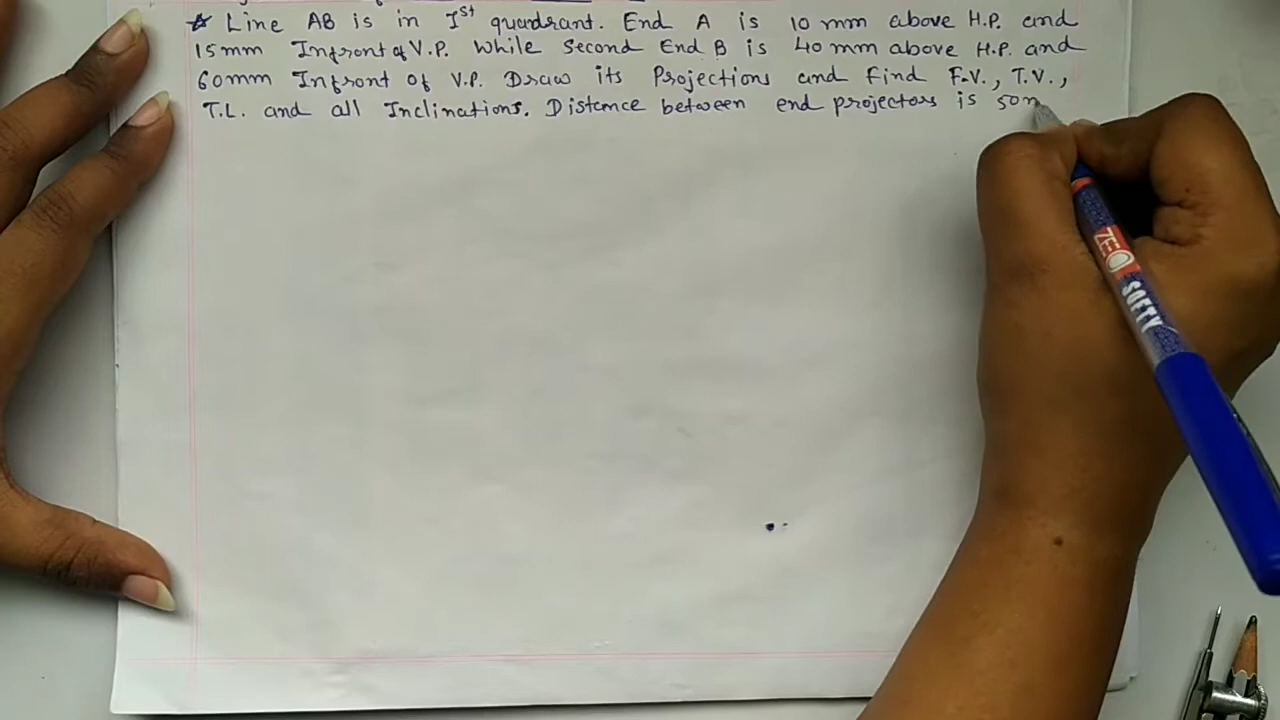 ☆ Line AB is in Ist quadrant. End A is 10 mm above H.P. and
15mm Infront of V.P. While Second End B is 40 mm above H.P. and
60mm Infront of V.P. Draw its Projections and Find F.V., T.V.,
T.L. and all Inclinations. Distance between end projectors is 50m
ZEO SOFTY